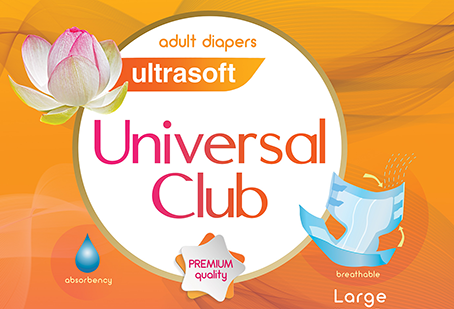 adult diapers
ultrasoft
Universal
Club
PREMIUM
quality
absorbency
breathable
Large